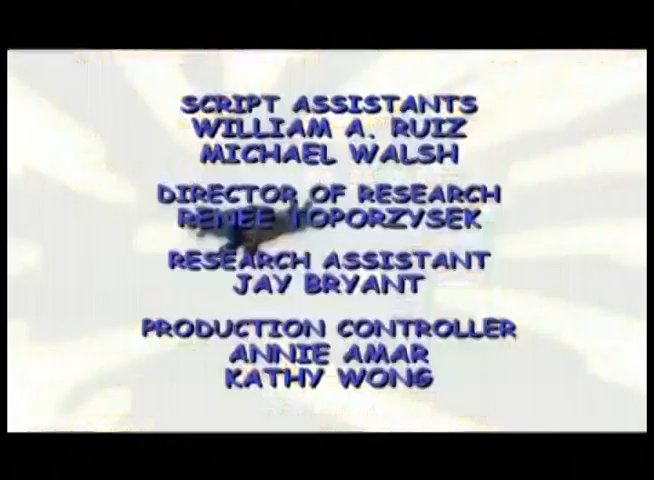 SCRIPT ASSISTANTS
WILLIAM A. RUIZ
MICHAEL WALSH
DIRECTOR OF RESEARCH
RENEE TOPORZYSEK
RESEARCH ASSISTANT
JAY BRYANT
PRODUCTION CONTROLLER
ANNIE AMAR
KATHY WONG